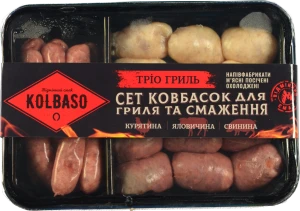 KOLBASO
ТРІО ГРИЛЬ
НАПІВФАБРИКАТИ
М'ЯСНІ ПОСІЧЕНІ
ОХОЛОДЖЕНІ
СЕТ КОВБАСОК ДЛЯ
ГРИЛЯ ТА СМАЖЕННЯ
КУРЯТИНА ЯЛОВИЧИНА СВИНИНА